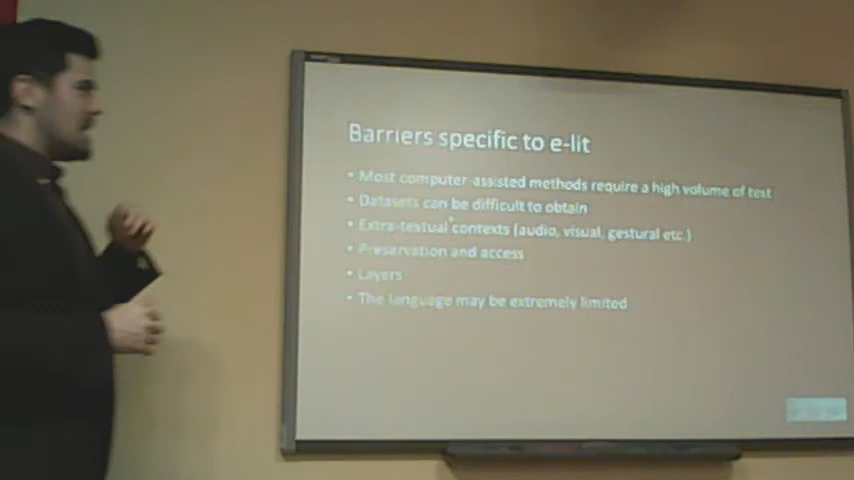 Barriers specific to e-lit
• Most computer-assisted methods require a high volume of text
• Datasets can be difficult to obtain
• Extra-textual contexts (audio, visual, gestural etc.)
• Preservation and access
• Layers
• The language may be extremely limited